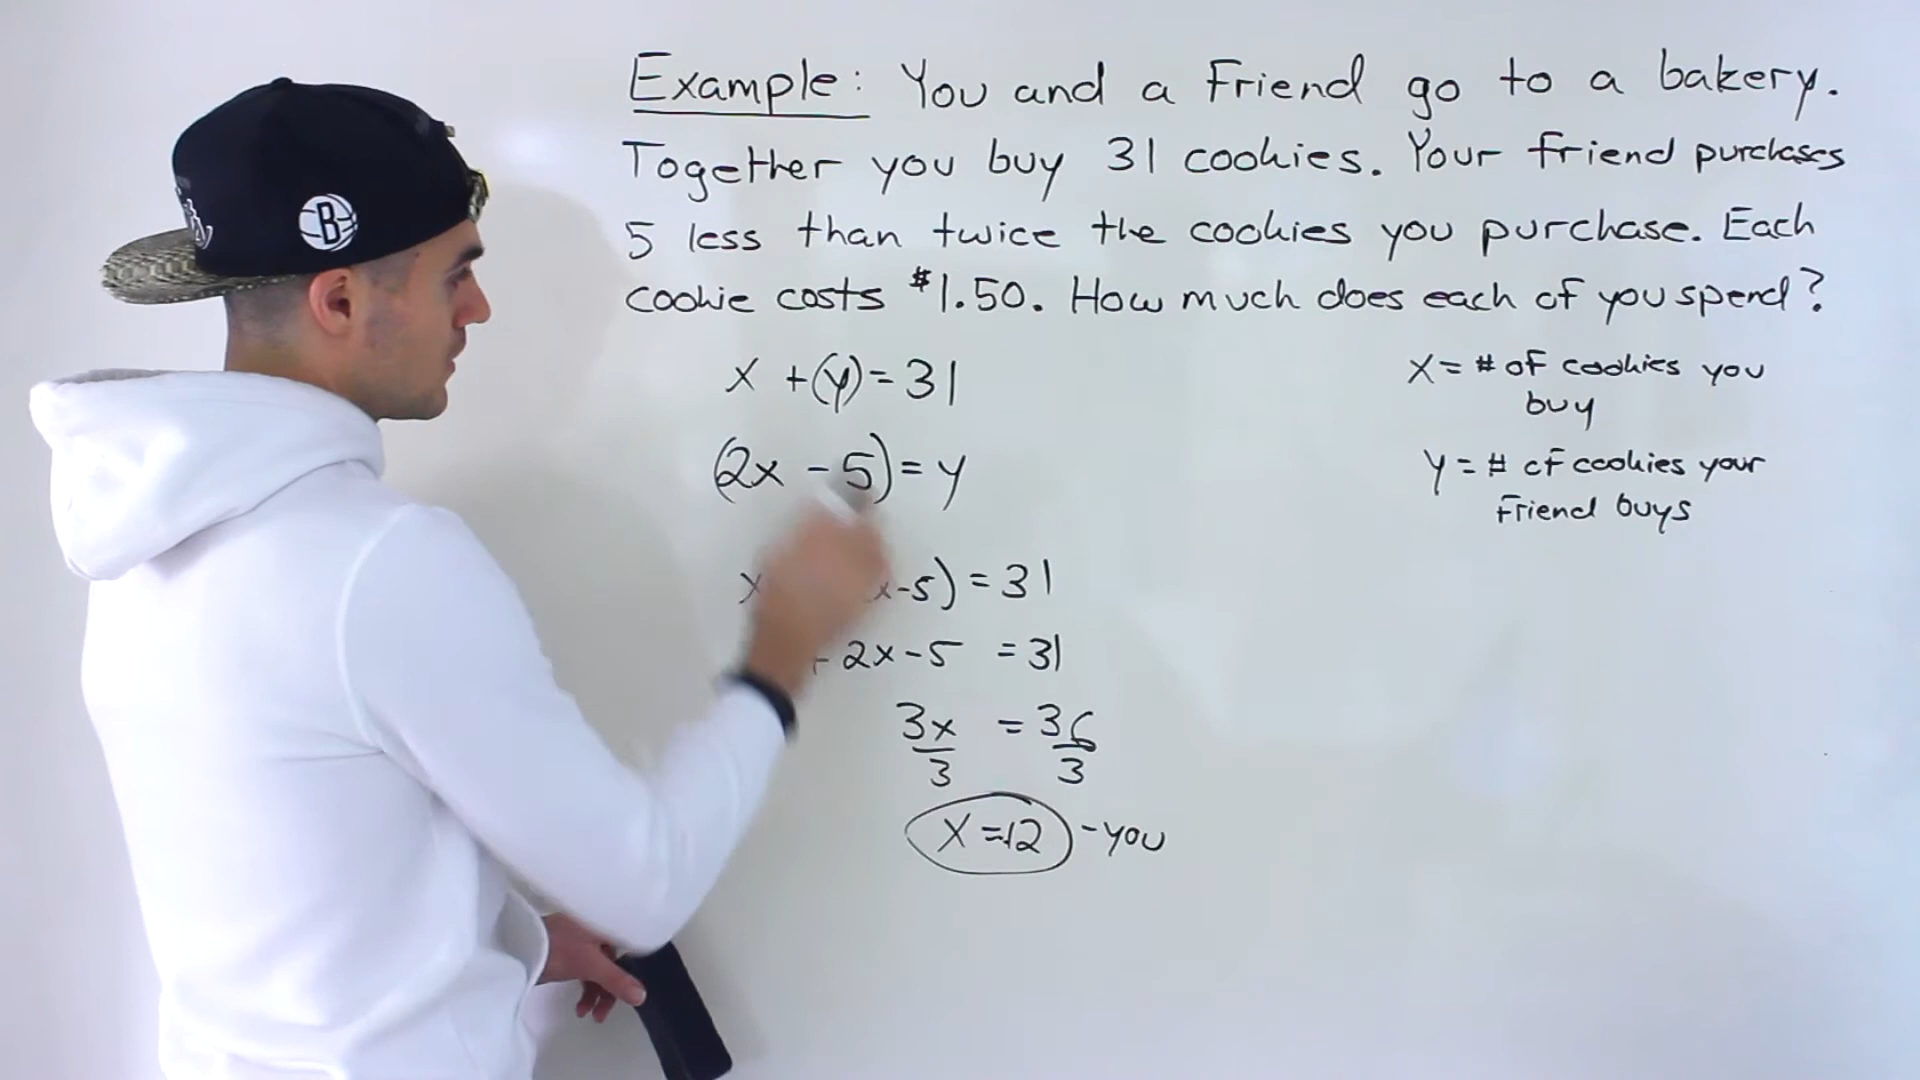 Example: You and a Friend go to a bakery.
Together you buy 31 cookies. Your friend purchases
5 less than twice the cookies you purchase. Each
cookie costs $1.50. How much does each of you spend?
x + (y) = 31
(2x - 5) = y
x -5) = 31
2x - 5 = 31
3x = 36
3 3
x = 12 - you
x = # of cookies you
buy
y = # of cookies your
Friend buys
B